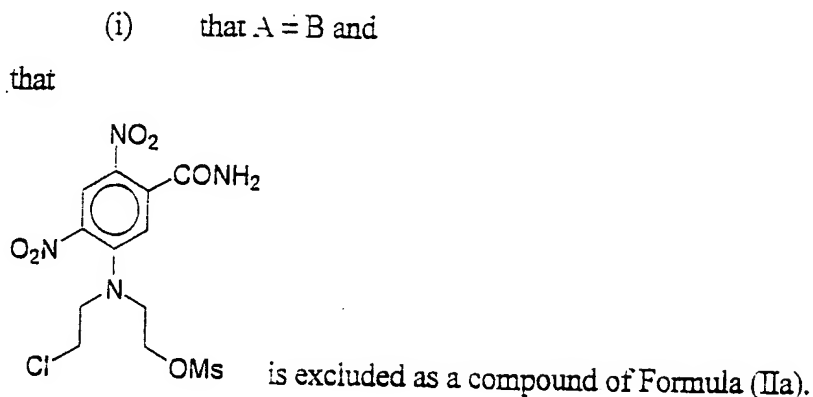 (i) that A = B and
that
NO2
CONH2
O2N
N
Cl
OMs
is excluded as a compound of Formula (IIa).